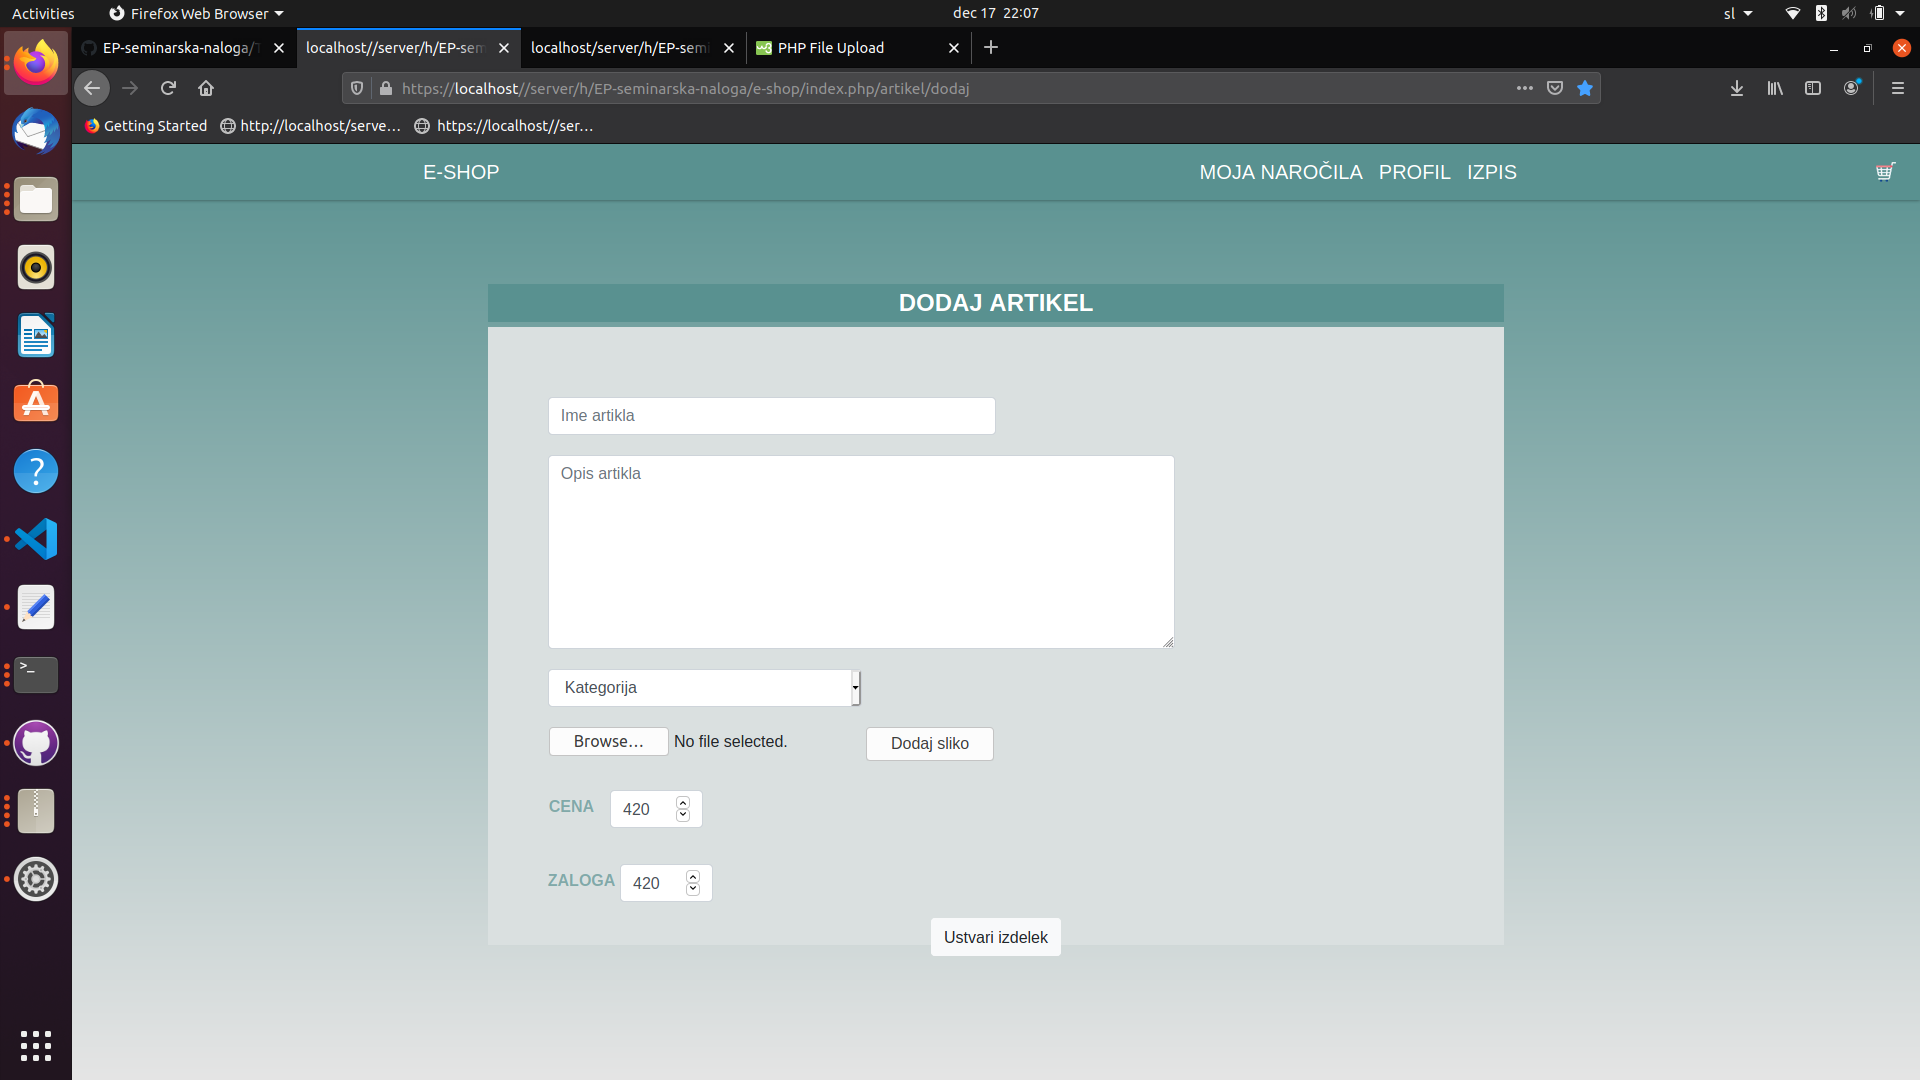 Activities
Firefox Web Browser
dec 17 22:07
sl
EP-seminarska-naloga/
localhost//server/h/EP-sem
localhost/server/h/EP-semi
PHP File Upload
https://localhost//server/h/EP-seminarska-naloga/e-shop/index.php/artikel/dodaj
Getting Started
http://localhost/serve…
https://localhost//ser…
E-SHOP
MOJA NAROČILA
PROFIL
IZPIS
DODAJ ARTIKEL
Ime artikla
Opis artikla
Kategorija
Browse…
No file selected.
Dodaj sliko
CENA
420
ZALOGA
420
Ustvari izdelek